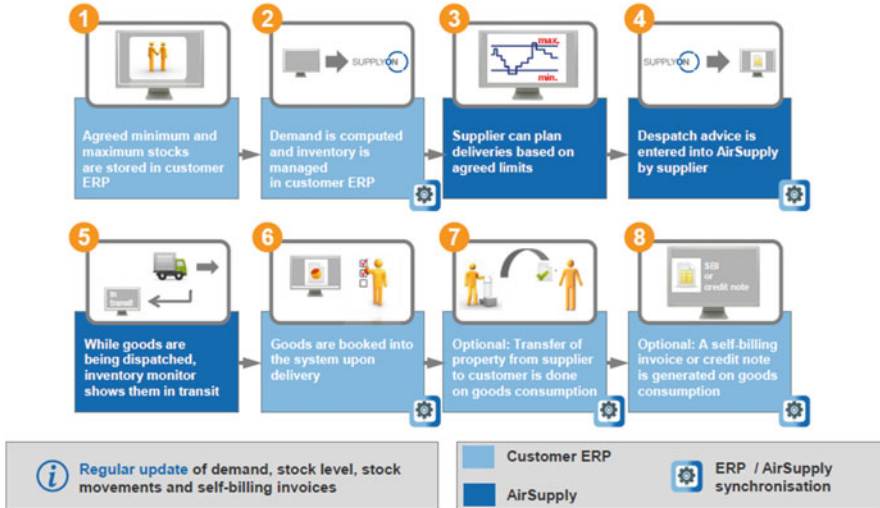 1
2
3
4
SUPPLYON
max.
min.
SUPPLYON
Agreed minimum and
maximum stocks
are stored in customer
ERP
Demand is computed
and inventory is
managed
in customer ERP
Supplier can plan
deliveries based on
agreed limits
Despatch advice is
entered into AirSupply
by supplier
5
6
7
8
in
transit
SBI
or
credit note
While goods are
being dispatched,
inventory monitor
shows them in transit
Goods are booked into
the system upon
delivery
Optional: Transfer of
property from supplier
to customer is done
on goods consumption
Optional: A self-billing
invoice or credit note
is generated on goods
consumption
i
Regular update of demand, stock level, stock
movements and self-billing invoices
Customer ERP
AirSupply
ERP / AirSupply
synchronisation